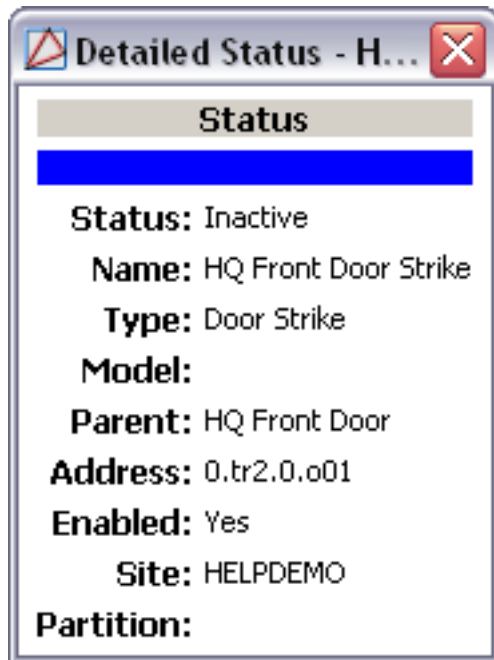 Detailed Status - H...
Status
Status: Inactive
Name: HQ Front Door Strike
Type: Door Strike
Model:
Parent: HQ Front Door
Address: 0.tr2.0.o01
Enabled: Yes
Site: HELPDEMO
Partition: